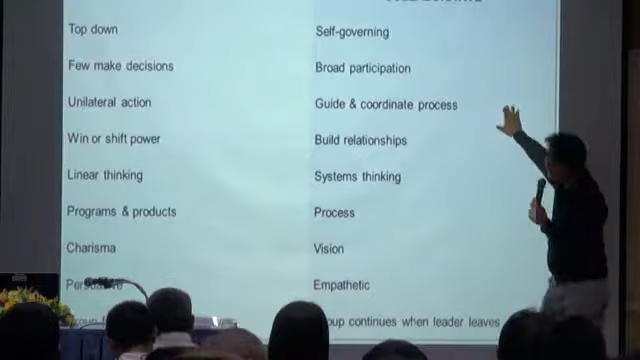 Top down Self-governing
Few make decisions Broad participation
Unilateral action Guide & coordinate process
Win or shift power Build relationships
Linear thinking Systems thinking
Programs & products Process
Charisma Vision
Empathetic
continues when leader leaves